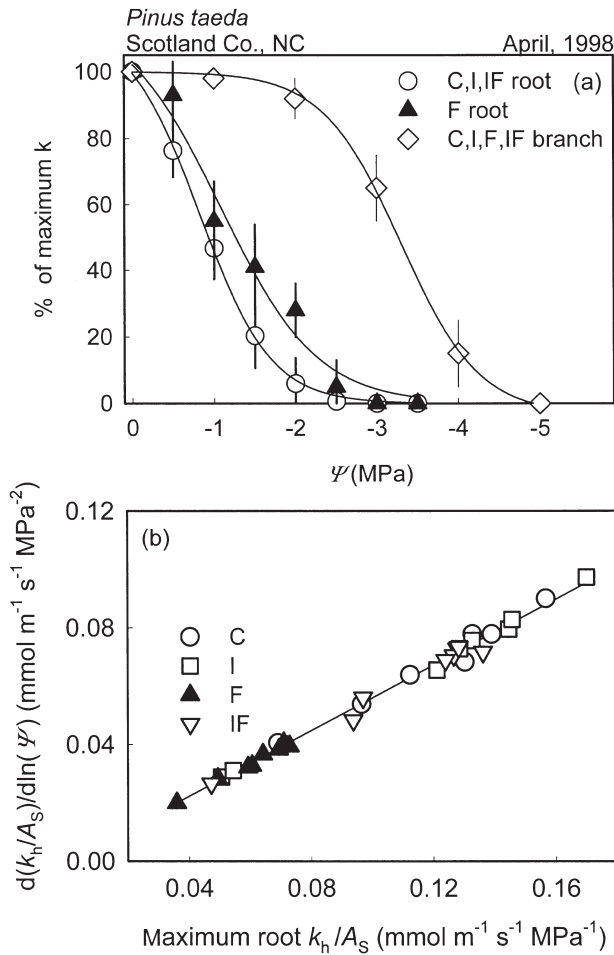 Pinus taeda
Scotland Co., NC April, 1998
(a)
C,I,IF root
F root
C,I,F,IF branch
% of maximum k
100
80
60
40
20
0
0 -1 -2 -3 -4 -5
Ψ (MPa)
(b)
C
I
F
IF
d(kₕ/Aₛ)/dln(Ψ) (mmol m⁻¹ s⁻¹ MPa⁻²)
0.12
0.08
0.04
0.00
0.04 0.08 0.12 0.16
Maximum root kₕ/Aₛ (mmol m⁻¹ s⁻¹ MPa⁻¹)